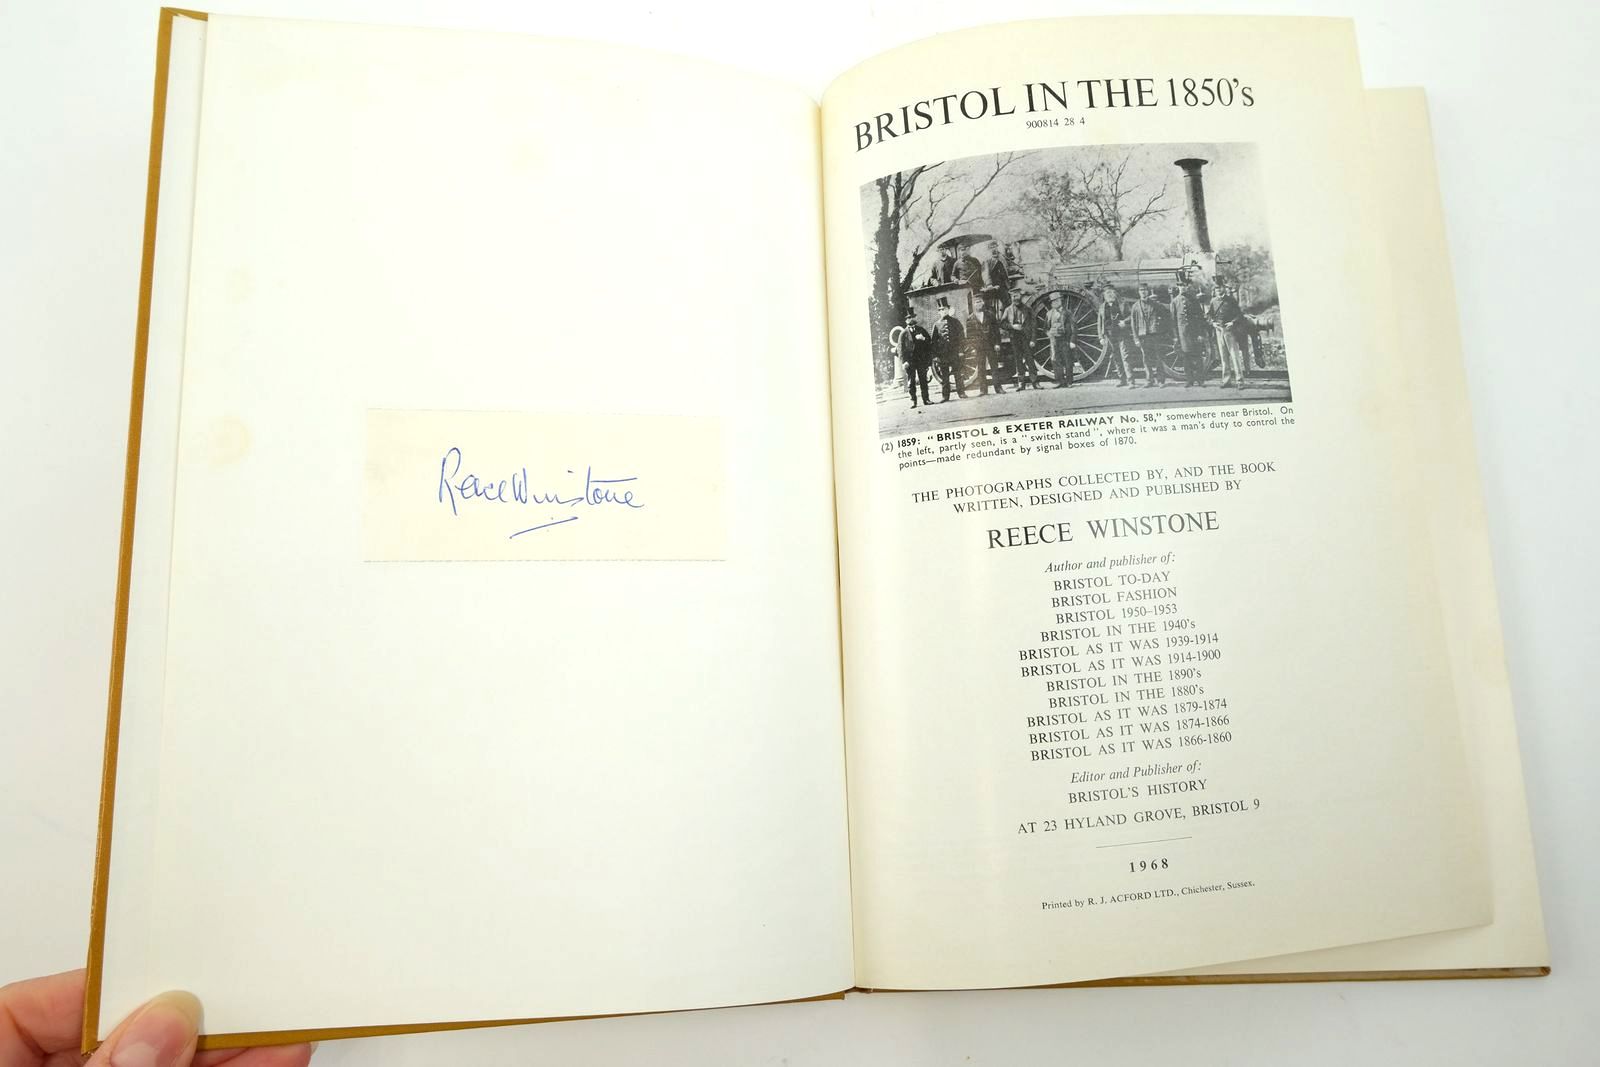 Reece Winstone
BRISTOL IN THE 1850's
900814 28 4
(2) 1859: "BRISTOL & EXETER RAILWAY No. 58," somewhere near Bristol. On
the left, partly seen, is a "switch stand", where it was a man's duty to control the
points—made redundant by signal boxes of 1870.
THE PHOTOGRAPHS COLLECTED BY, AND THE BOOK
WRITTEN, DESIGNED AND PUBLISHED BY
REECE WINSTONE
Author and publisher of:
BRISTOL TO-DAY
BRISTOL FASHION
BRISTOL 1950–1953
BRISTOL IN THE 1940's
BRISTOL AS IT WAS 1939-1914
BRISTOL AS IT WAS 1914-1900
BRISTOL IN THE 1890's
BRISTOL IN THE 1880's
BRISTOL AS IT WAS 1879-1874
BRISTOL AS IT WAS 1874-1866
BRISTOL AS IT WAS 1866-1860
Editor and Publisher of:
BRISTOL'S HISTORY
AT 23 HYLAND GROVE, BRISTOL 9
1968
Printed by R. J. ACFORD LTD., Chichester, Sussex.